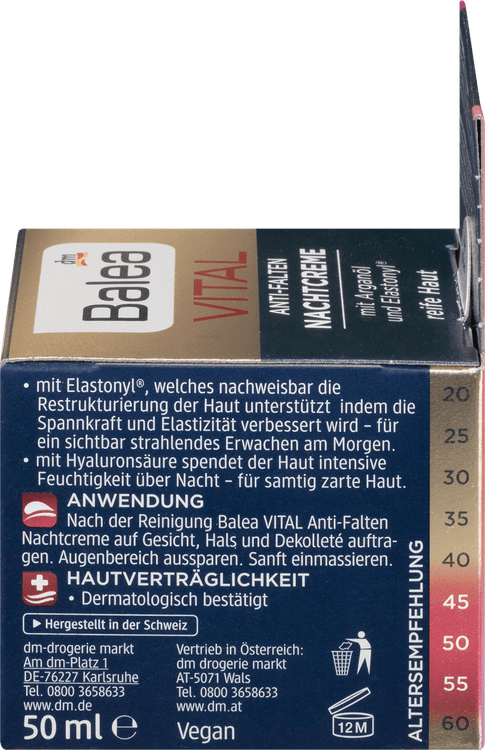 dm
Balea
VITAL
ANTI-FALTEN
NACHTCREME
mit Arganöl
und Elastonyl®
reife Haut
• mit Elastonyl®, welches nachweisbar die
Restrukturierung der Haut unterstützt indem die
Spannkraft und Elastizität verbessert wird – für
ein sichtbar strahlendes Erwachen am Morgen.
• mit Hyaluronsäure spendet der Haut intensive
Feuchtigkeit über Nacht – für samtig zarte Haut.
ANWENDUNG
Nach der Reinigung Balea VITAL Anti-Falten
Nachtcreme auf Gesicht, Hals und Dekolleté auftra-
gen. Augenbereich aussparen. Sanft einmassieren.
HAUTVERTRÄGLICHKEIT
• Dermatologisch bestätigt
Hergestellt in der Schweiz
dm-drogerie markt
Am dm-Platz 1
DE-76227 Karlsruhe
Tel. 0800 3658633
www.dm.de
50 ml ℮
Vertrieb in Österreich:
dm drogerie markt
AT-5071 Wals
Tel. 0800 3658633
www.dm.at
Vegan
12 M
ALTERSEMPFEHLUNG
20
25
30
35
40
45
50
55
60